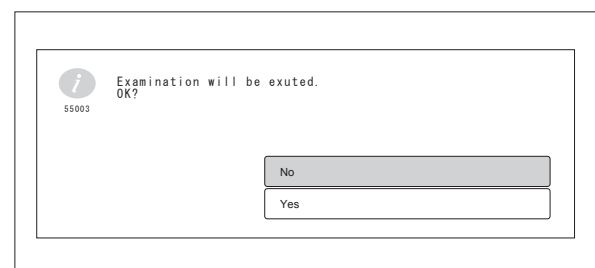 Examination will be exuted.
OK?
i
55003
No
Yes